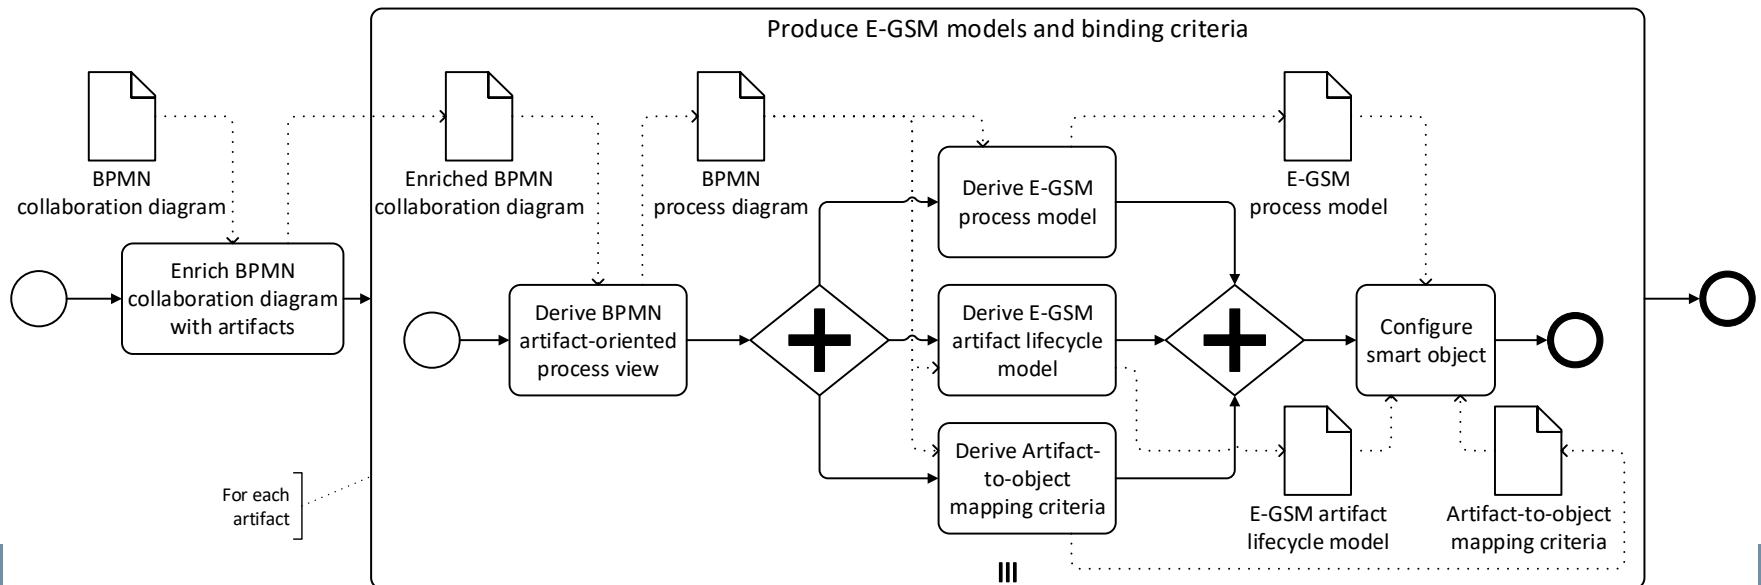 Produce E-GSM models and binding criteria
BPMN
collaboration diagram
Enriched BPMN
collaboration diagram
BPMN
process diagram
E-GSM
process model
Derive E-GSM
process model
Enrich BPMN
collaboration diagram
with artifacts
Derive BPMN
artifact-oriented
process view
Derive E-GSM
artifact lifecycle
model
Configure
smart object
Derive Artifact-
to-object
mapping criteria
For each
artifact
E-GSM artifact
lifecycle model
Artifact-to-object
mapping criteria